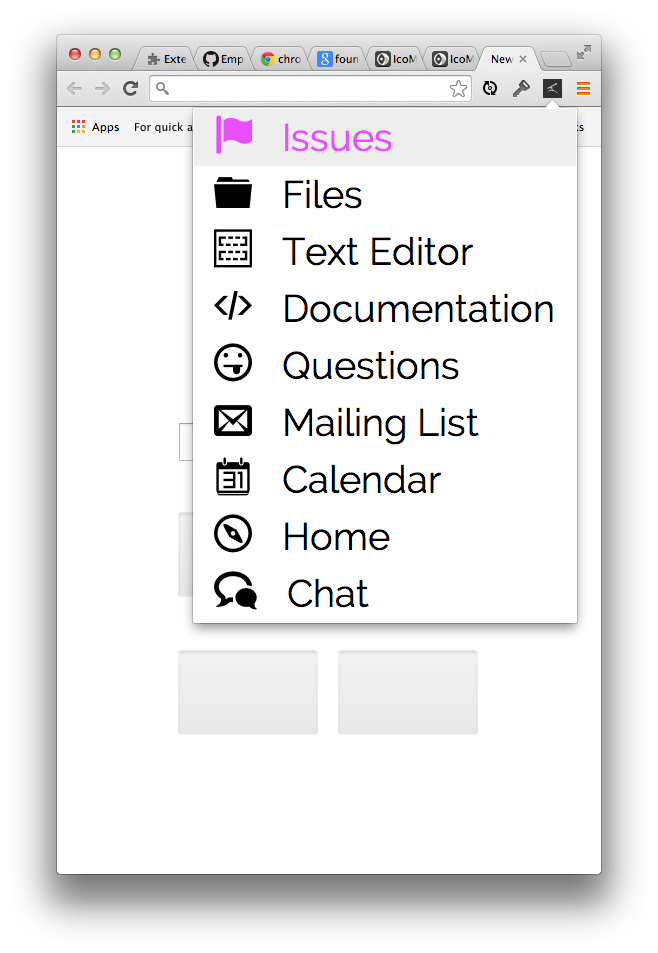 Exte
Emp
chro
foun
IcoM
IcoM
New
Apps For quick a
Issues
Files
Text Editor
Documentation
Questions
Mailing List
31
Calendar
Home
Chat